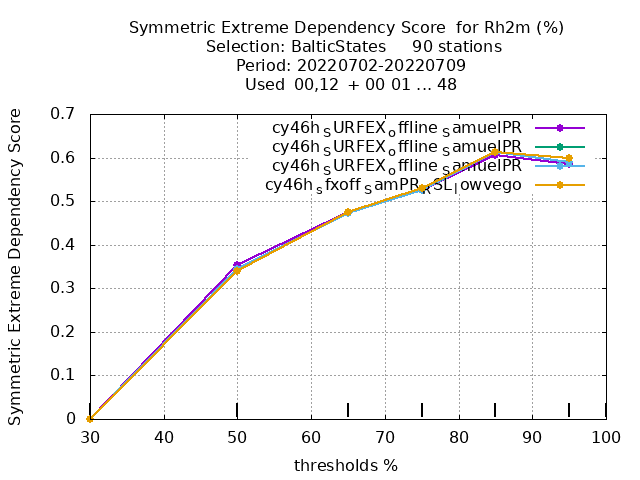 Symmetric Extreme Dependency Score for Rh2m (%)
Selection: BalticStates 90 stations
Period: 20220702-20220709
Used 00,12 + 00 01 ... 48
Symmetric Extreme Dependency Score
0.7
0.6
0.5
0.4
0.3
0.2
0.1
0
cy46h_SURFEX_offline_SamuelPR
cy46h_SURFEX_offline_SamuelPR
cy46h_SURFEX_offline_SamuelPR
cy46h_sfxoff_SamPR_RSL_lowvego
30 40 50 60 70 80 90 100
thresholds %